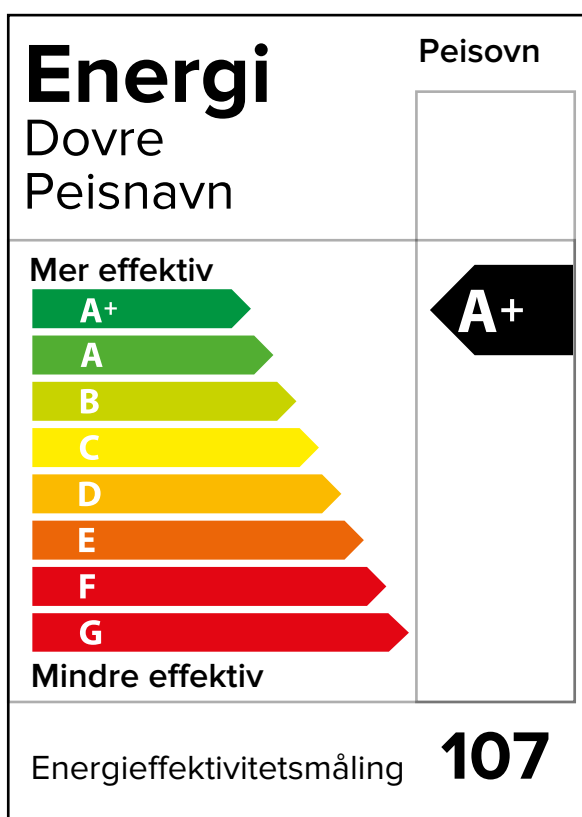 Energi
Dovre
Peisnavn
Peisovn
Mer effektiv
A+
A+
A
B
C
D
E
F
G
Mindre effektiv
Energieffektivitetsmåling 107